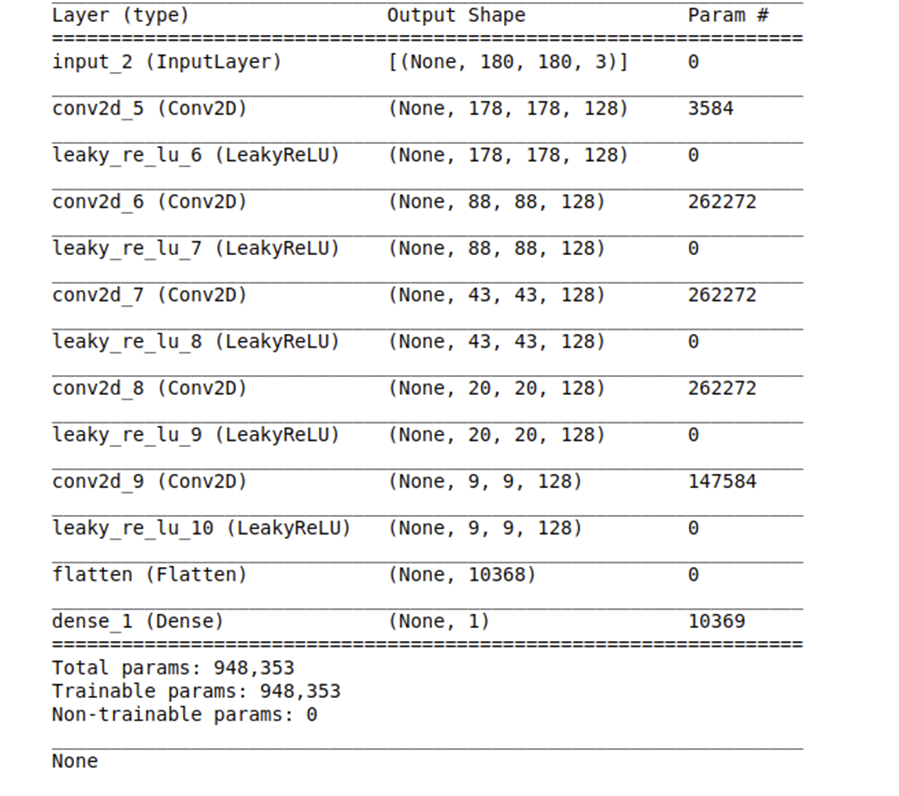 Layer (type) Output Shape Param #
=================================================================
input_2 (InputLayer) [(None, 180, 180, 3)] 0
_________________________________________________________________
conv2d_5 (Conv2D) (None, 178, 178, 128) 3584
_________________________________________________________________
leaky_re_lu_6 (LeakyReLU) (None, 178, 178, 128) 0
_________________________________________________________________
conv2d_6 (Conv2D) (None, 88, 88, 128) 262272
_________________________________________________________________
leaky_re_lu_7 (LeakyReLU) (None, 88, 88, 128) 0
_________________________________________________________________
conv2d_7 (Conv2D) (None, 43, 43, 128) 262272
_________________________________________________________________
leaky_re_lu_8 (LeakyReLU) (None, 43, 43, 128) 0
_________________________________________________________________
conv2d_8 (Conv2D) (None, 20, 20, 128) 262272
_________________________________________________________________
leaky_re_lu_9 (LeakyReLU) (None, 20, 20, 128) 0
_________________________________________________________________
conv2d_9 (Conv2D) (None, 9, 9, 128) 147584
_________________________________________________________________
leaky_re_lu_10 (LeakyReLU) (None, 9, 9, 128) 0
_________________________________________________________________
flatten (Flatten) (None, 10368) 0
_________________________________________________________________
dense_1 (Dense) (None, 1) 10369
=================================================================
Total params: 948,353
Trainable params: 948,353
Non-trainable params: 0
_________________________________________________________________
None